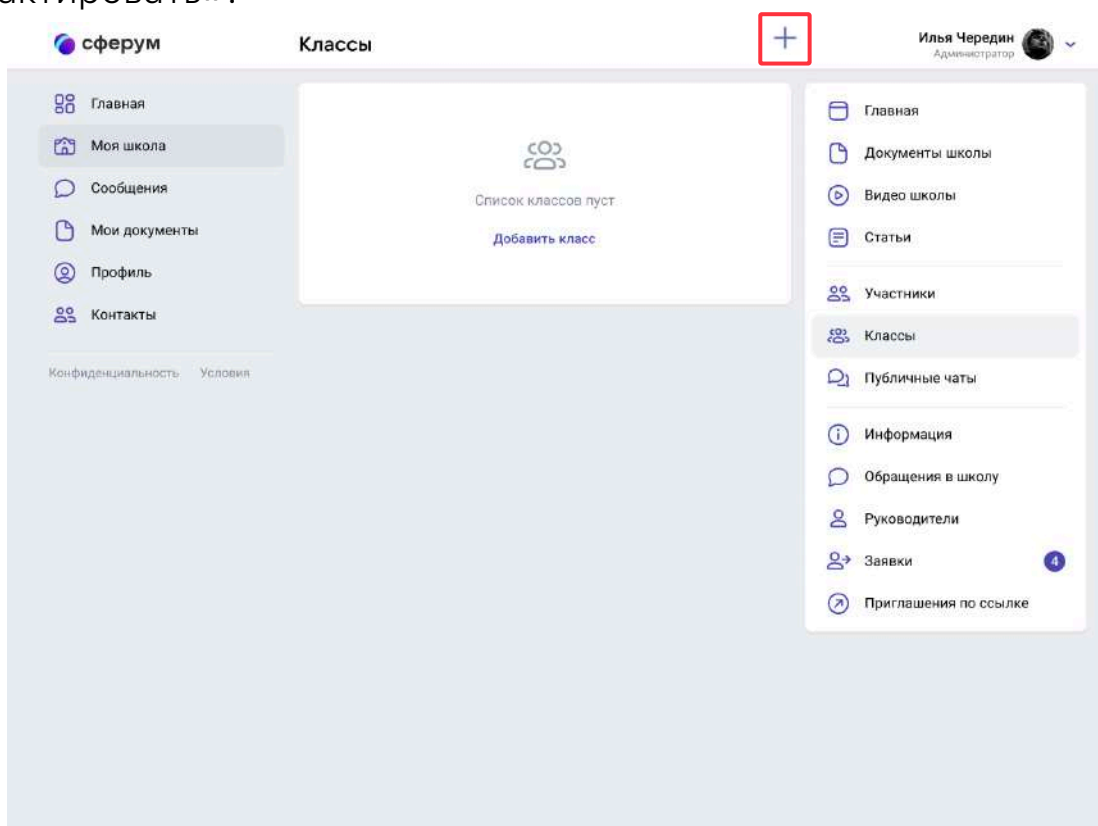 актировать».
сферум
Классы
Илья Чередин
Администратор
Главная
Моя школа
Сообщения
Мои документы
Профиль
Контакты
Конфиденциальность Условия
Список классов пуст
Добавить класс
Главная
Документы школы
Видео школы
Статьи
Участники
Классы
Публичные чаты
Информация
Обращения в школу
Руководители
Заявки 4
Приглашения по ссылке